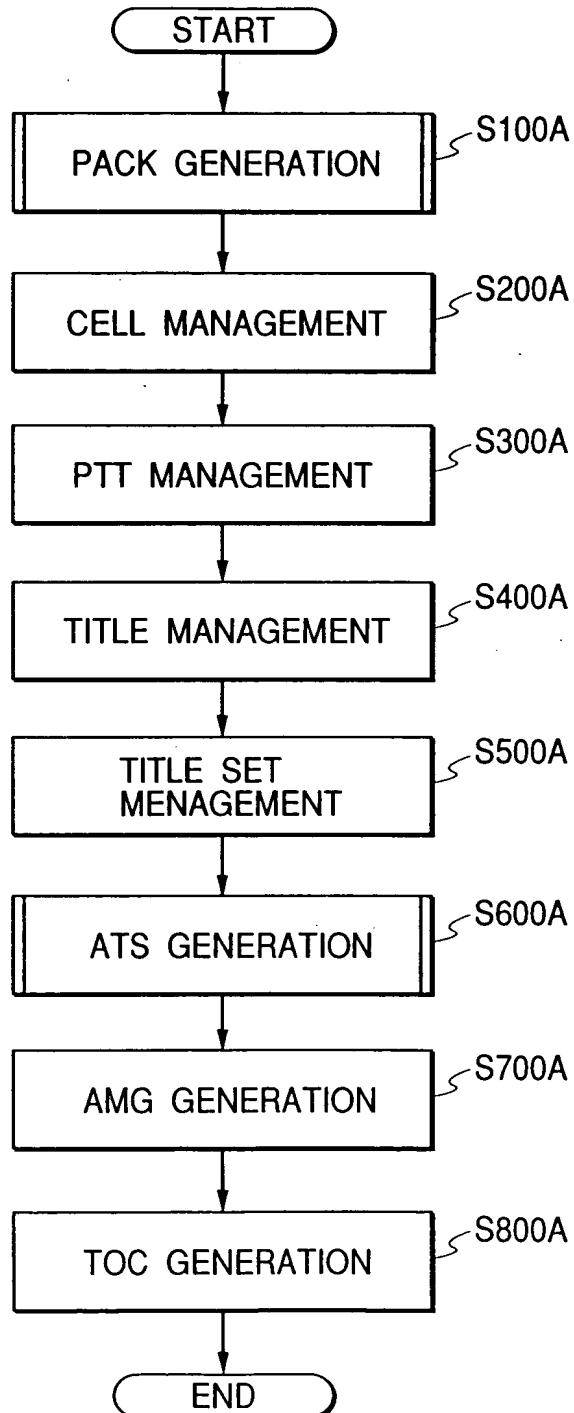 START
PACK GENERATION
S100A
CELL MANAGEMENT
S200A
PTT MANAGEMENT
S300A
TITLE MANAGEMENT
S400A
TITLE SET
MENAGEMENT
S500A
ATS GENERATION
S600A
AMG GENERATION
S700A
TOC GENERATION
S800A
END